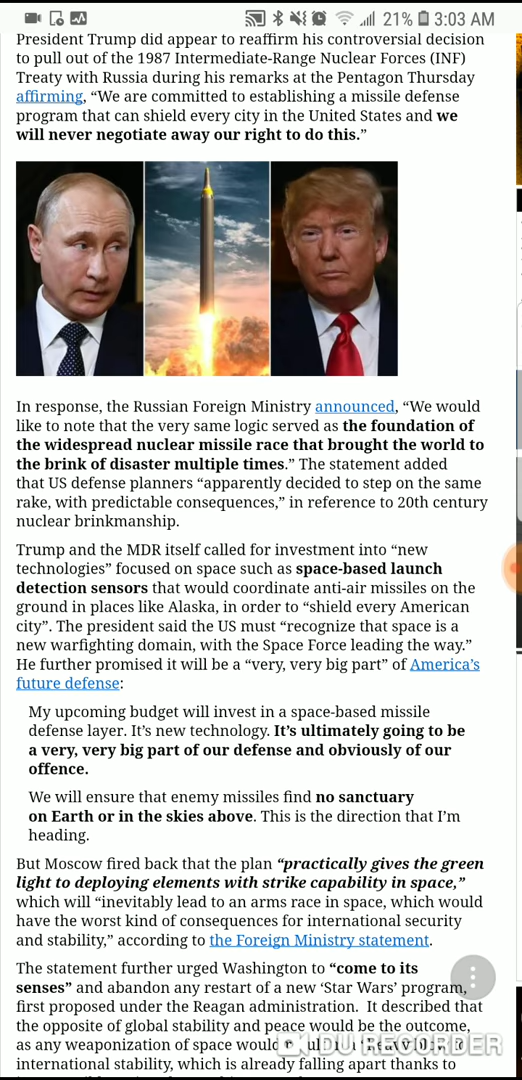 21% 3:03 AM
President Trump did appear to reaffirm his controversial decision
to pull out of the 1987 Intermediate-Range Nuclear Forces (INF)
Treaty with Russia during his remarks at the Pentagon Thursday
affirming, “We are committed to establishing a missile defense
program that can shield every city in the United States and we
will never negotiate away our right to do this.”
In response, the Russian Foreign Ministry announced, “We would
like to note that the very same logic served as the foundation of
the widespread nuclear missile race that brought the world to
the brink of disaster multiple times.” The statement added
that US defense planners “apparently decided to step on the same
rake, with predictable consequences,” in reference to 20th century
nuclear brinkmanship.
Trump and the MDR itself called for investment into “new
technologies” focused on space such as space-based launch
detection sensors that would coordinate anti-air missiles on the
ground in places like Alaska, in order to “shield every American
city”. The president said the US must “recognize that space is a
new warfighting domain, with the Space Force leading the way.”
He further promised it will be a “very, very big part” of America’s
future defense:
My upcoming budget will invest in a space-based missile
defense layer. It’s new technology. It’s ultimately going to be
a very, very big part of our defense and obviously of our
offence.
We will ensure that enemy missiles find no sanctuary
on Earth or in the skies above. This is the direction that I’m
heading.
But Moscow fired back that the plan “practically gives the green
light to deploying elements with strike capability in space,”
which will “inevitably lead to an arms race in space, which would
have the worst kind of consequences for international security
and stability,” according to the Foreign Ministry statement.
The statement further urged Washington to “come to its
senses” and abandon any restart of a new ‘Star Wars’ program,
first proposed under the Reagan administration. It described that
the opposite of global stability and peace would be the outcome,
as any weaponization of space would
DU RECORDER
international stability, which is already falling apart thanks to